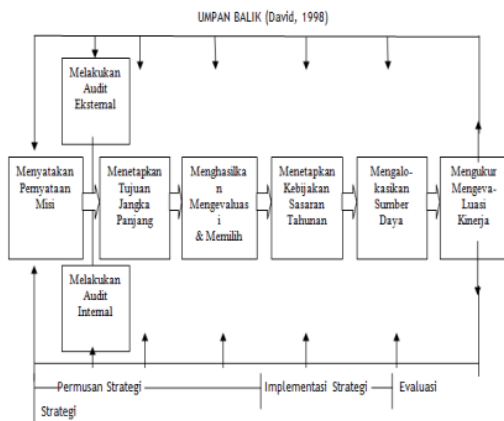 UMPAN BALIK (David, 1998)
Melakukan
Audit
Eksternal
Menyatakan
Pernyataan
Misi
Menetapkan
Tujuan
Jangka
Panjang
Menghasilka
n
Mengevaluas
i
& Memilih
Menetapkan
Kebijakan
Sasaran
Tahunan
Mengalo-
kasikan
Sumber
Daya
Mengukur
Mengeva-
Luasi
Kinerja
Melakukan
Audit
Internal
Permusan Strategi
Implementasi Strategi
Evaluasi
Strategi